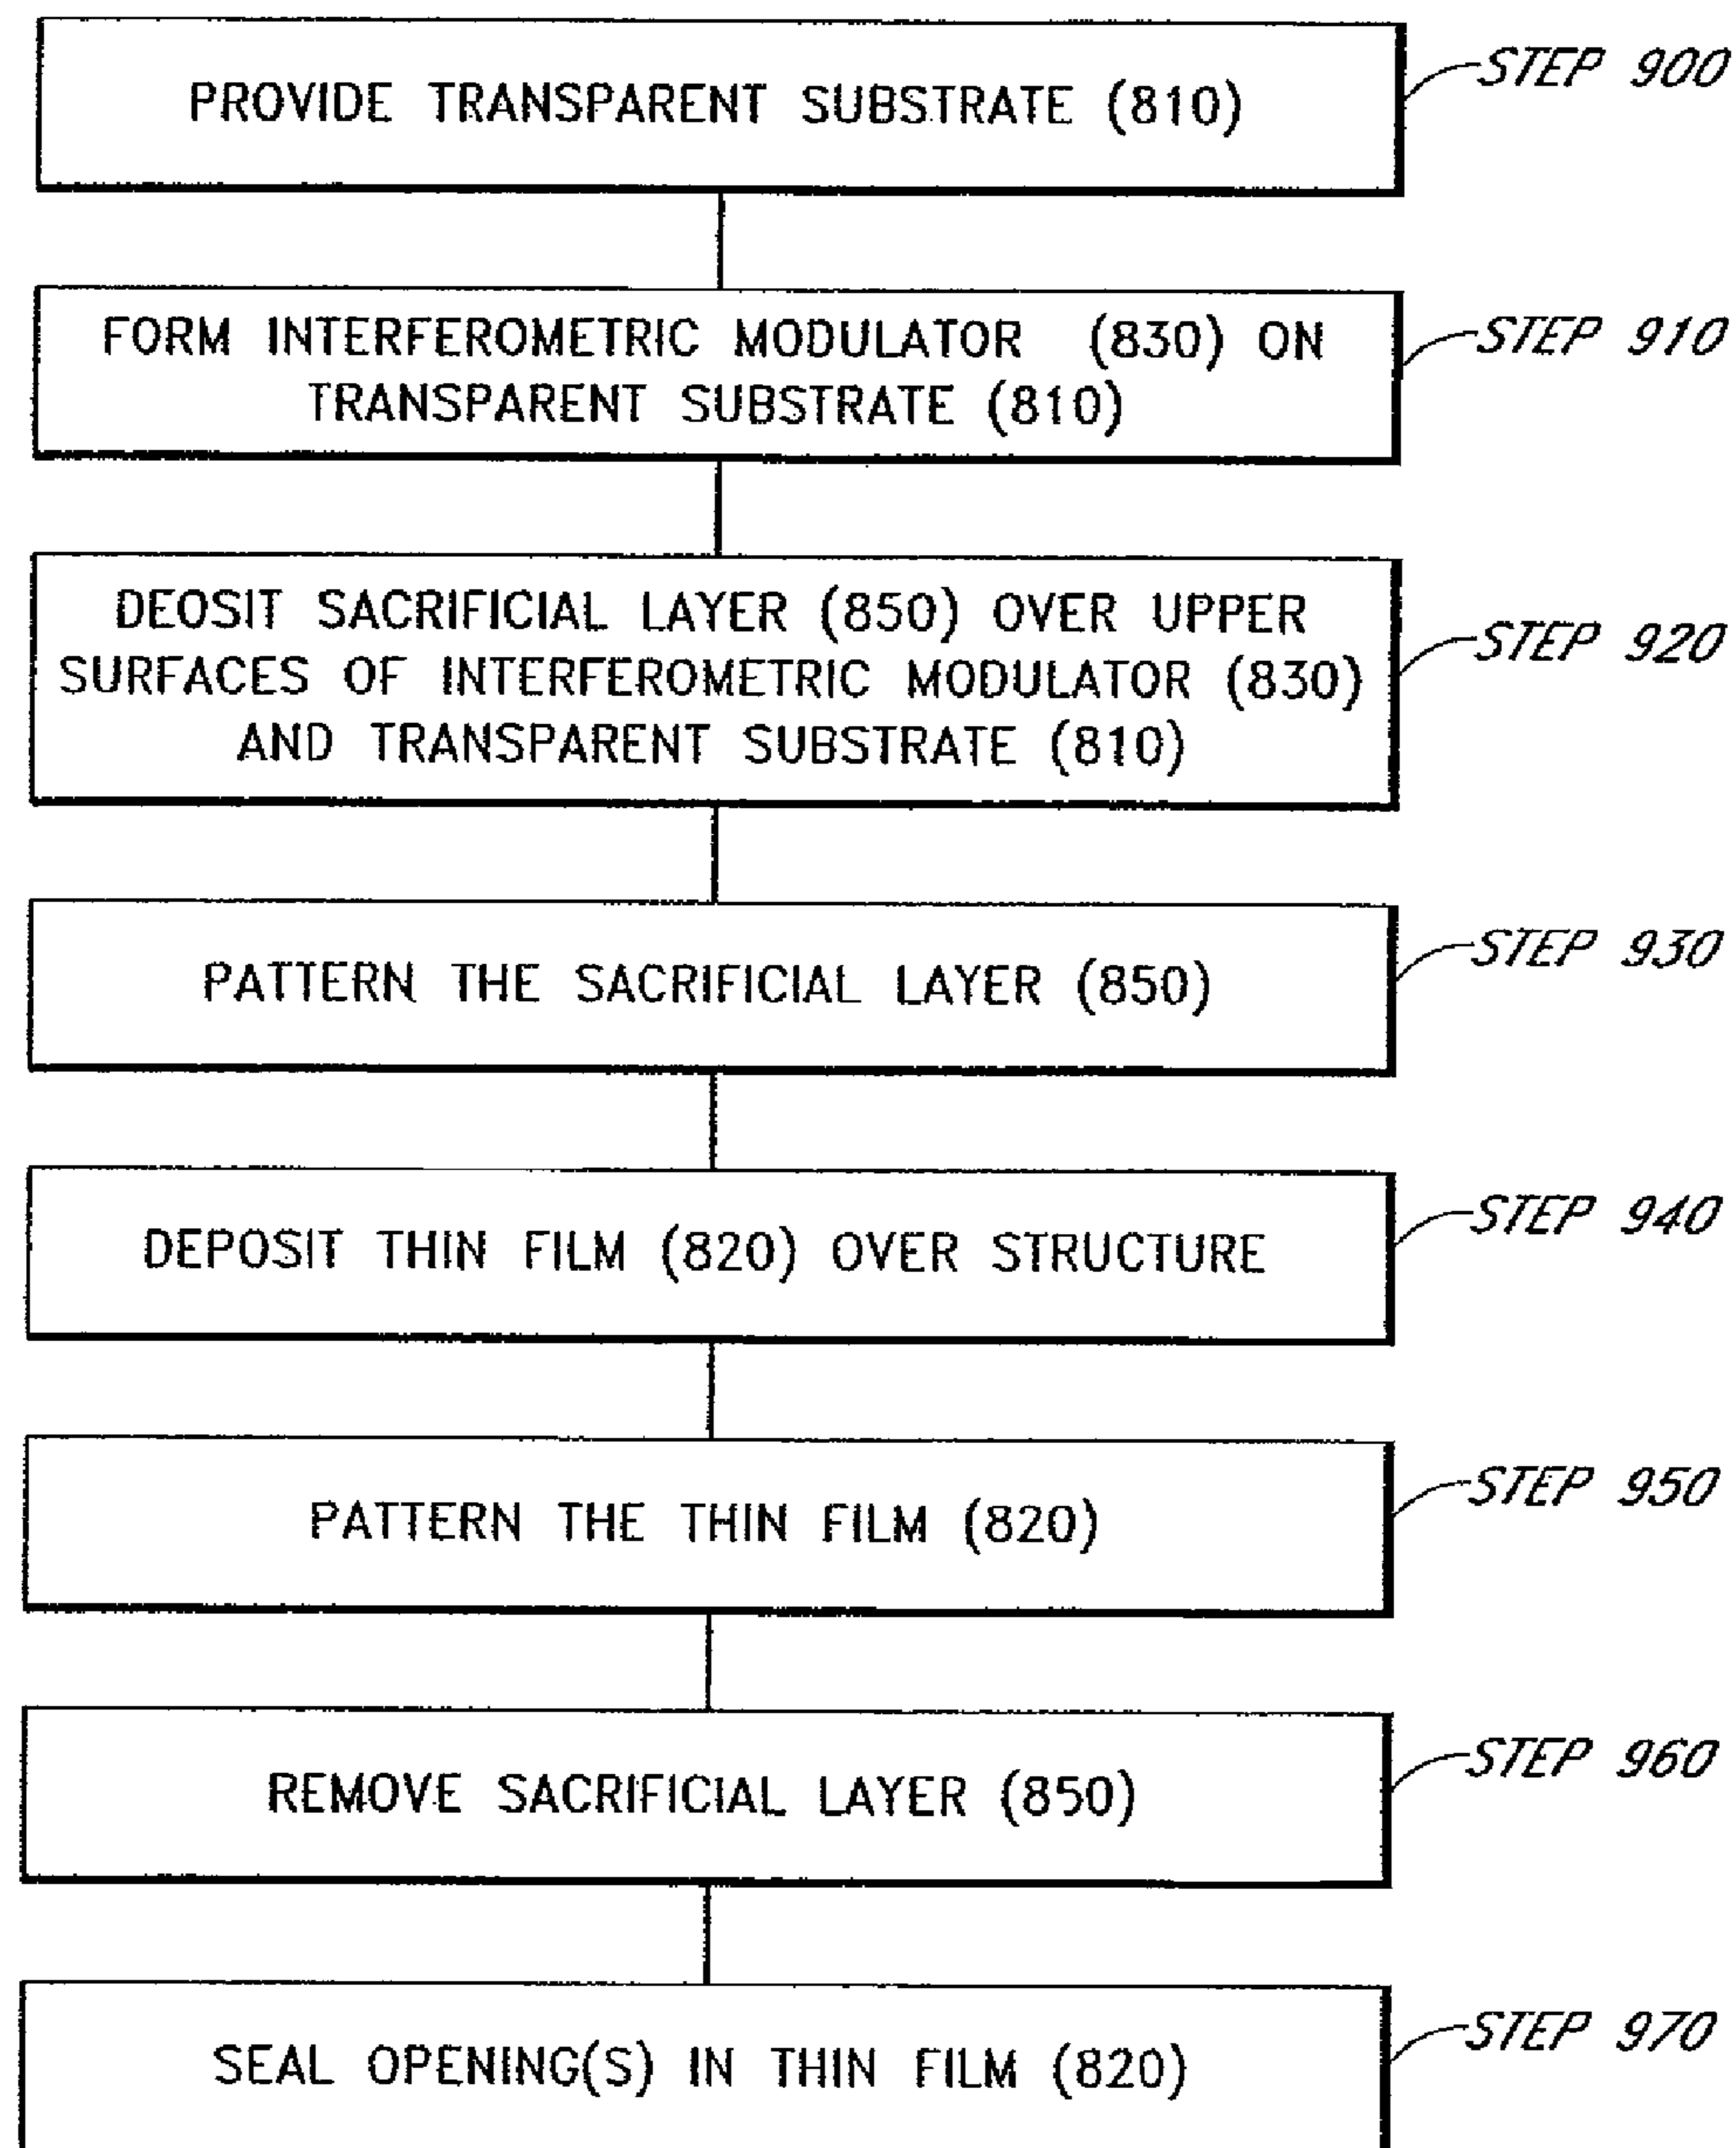 PROVIDE TRANSPARENT SUBSTRATE (810)
STEP 900
FORM INTERFEROMETRIC MODULATOR (830) ON
TRANSPARENT SUBSTRATE (810)
STEP 910
DEOSIT SACRIFICIAL LAYER (850) OVER UPPER
SURFACES OF INTERFEROMETRIC MODULATOR (830)
AND TRANSPARENT SUBSTRATE (810)
STEP 920
PATTERN THE SACRIFICIAL LAYER (850)
STEP 930
DEPOSIT THIN FILM (820) OVER STRUCTURE
STEP 940
PATTERN THE THIN FILM (820)
STEP 950
REMOVE SACRIFICIAL LAYER (850)
STEP 960
SEAL OPENING(S) IN THIN FILM (820)
STEP 970